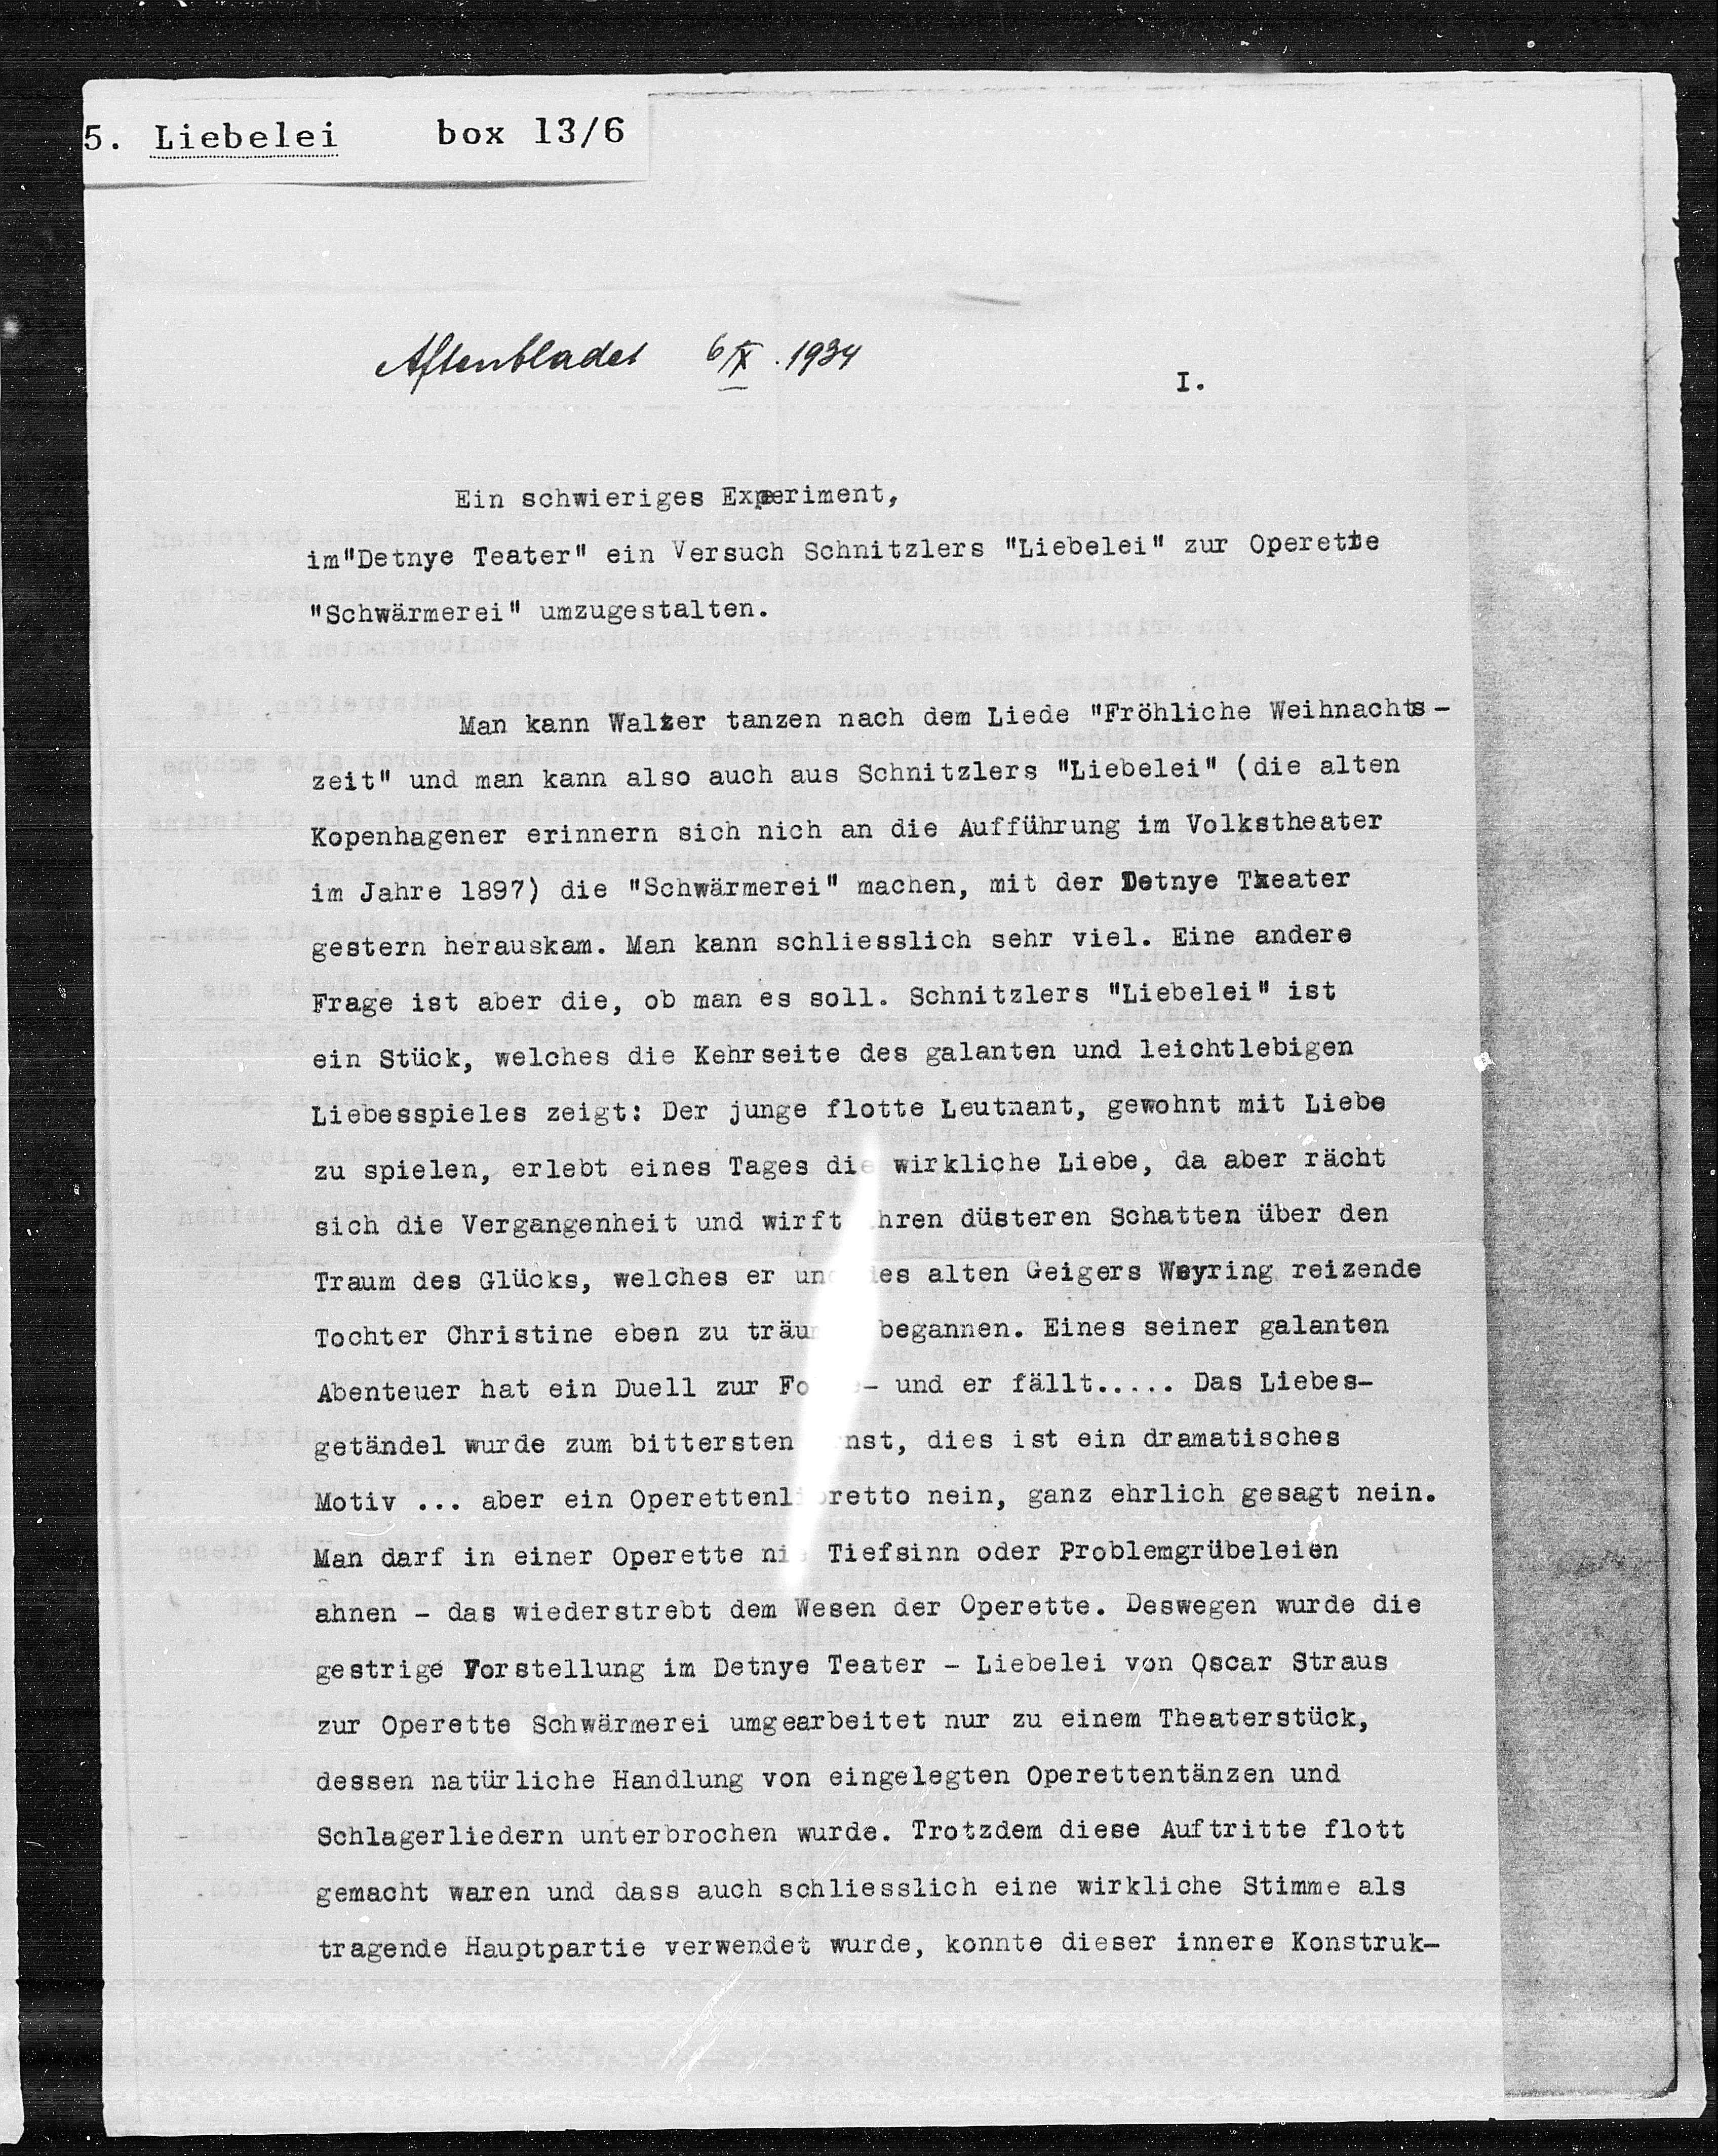 5. Liebelei box 13/6
Aftenbladet 6/IX. 1934
I.
Ein schwieriges Experiment,
im"Detnye Teater" ein Versuch Schnitzlers "Liebelei" zur Operette
"Schwärmerei" umzugestalten.
Man kann Walzer tanzen nach dem Liede "Fröhliche Weihnachts-
zeit" und man kann also auch aus Schnitzlers "Liebelei" (die alten
Kopenhagener erinnern sich nich an die Aufführung im Volkstheater
im Jahre 1897) die "Schwärmerei" machen, mit der Detnye Theater
gestern herauskam. Man kann schliesslich sehr viel. Eine andere
Frage ist aber die, ob man es soll. Schnitzlers "Liebelei" ist
ein Stück, welches die Kehrseite des galanten und leichtlebigen
Liebesspieles zeigt: Der junge flotte Leutnant, gewohnt mit Liebe
zu spielen, erlebt eines Tages die wirkliche Liebe, da aber rächt
sich die Vergangenheit und wirft ihren düsteren Schatten über den
Traum des Glücks, welches er und des alten Geigers Weyring reizende
Tochter Christine eben zu träu begannen. Eines seiner galanten
Abenteuer hat ein Duell zur Fo e- und er fällt..... Das Liebes-
getändel wurde zum bittersten Ernst, dies ist ein dramatisches
Motiv ... aber ein Operettenlibretto nein, ganz ehrlich gesagt nein.
Man darf in einer Operette nie Tiefsinn oder Problemgrübeleien
ahnen - das wiederstrebt dem Wesen der Operette. Deswegen wurde die
gestrige Vorstellung im Detnye Teater - Liebelei von Oscar Straus
zur Operette Schwärmerei umgearbeitet nur zu einem Theaterstück,
dessen natürliche Handlung von eingelegten Operettentänzen und
Schlagerliedern unterbrochen wurde. Trotzdem diese Auftritte flott
gemacht waren und dass auch schliesslich eine wirkliche Stimme als
tragende Hauptpartie verwendet wurde, konnte dieser innere Konstruk-